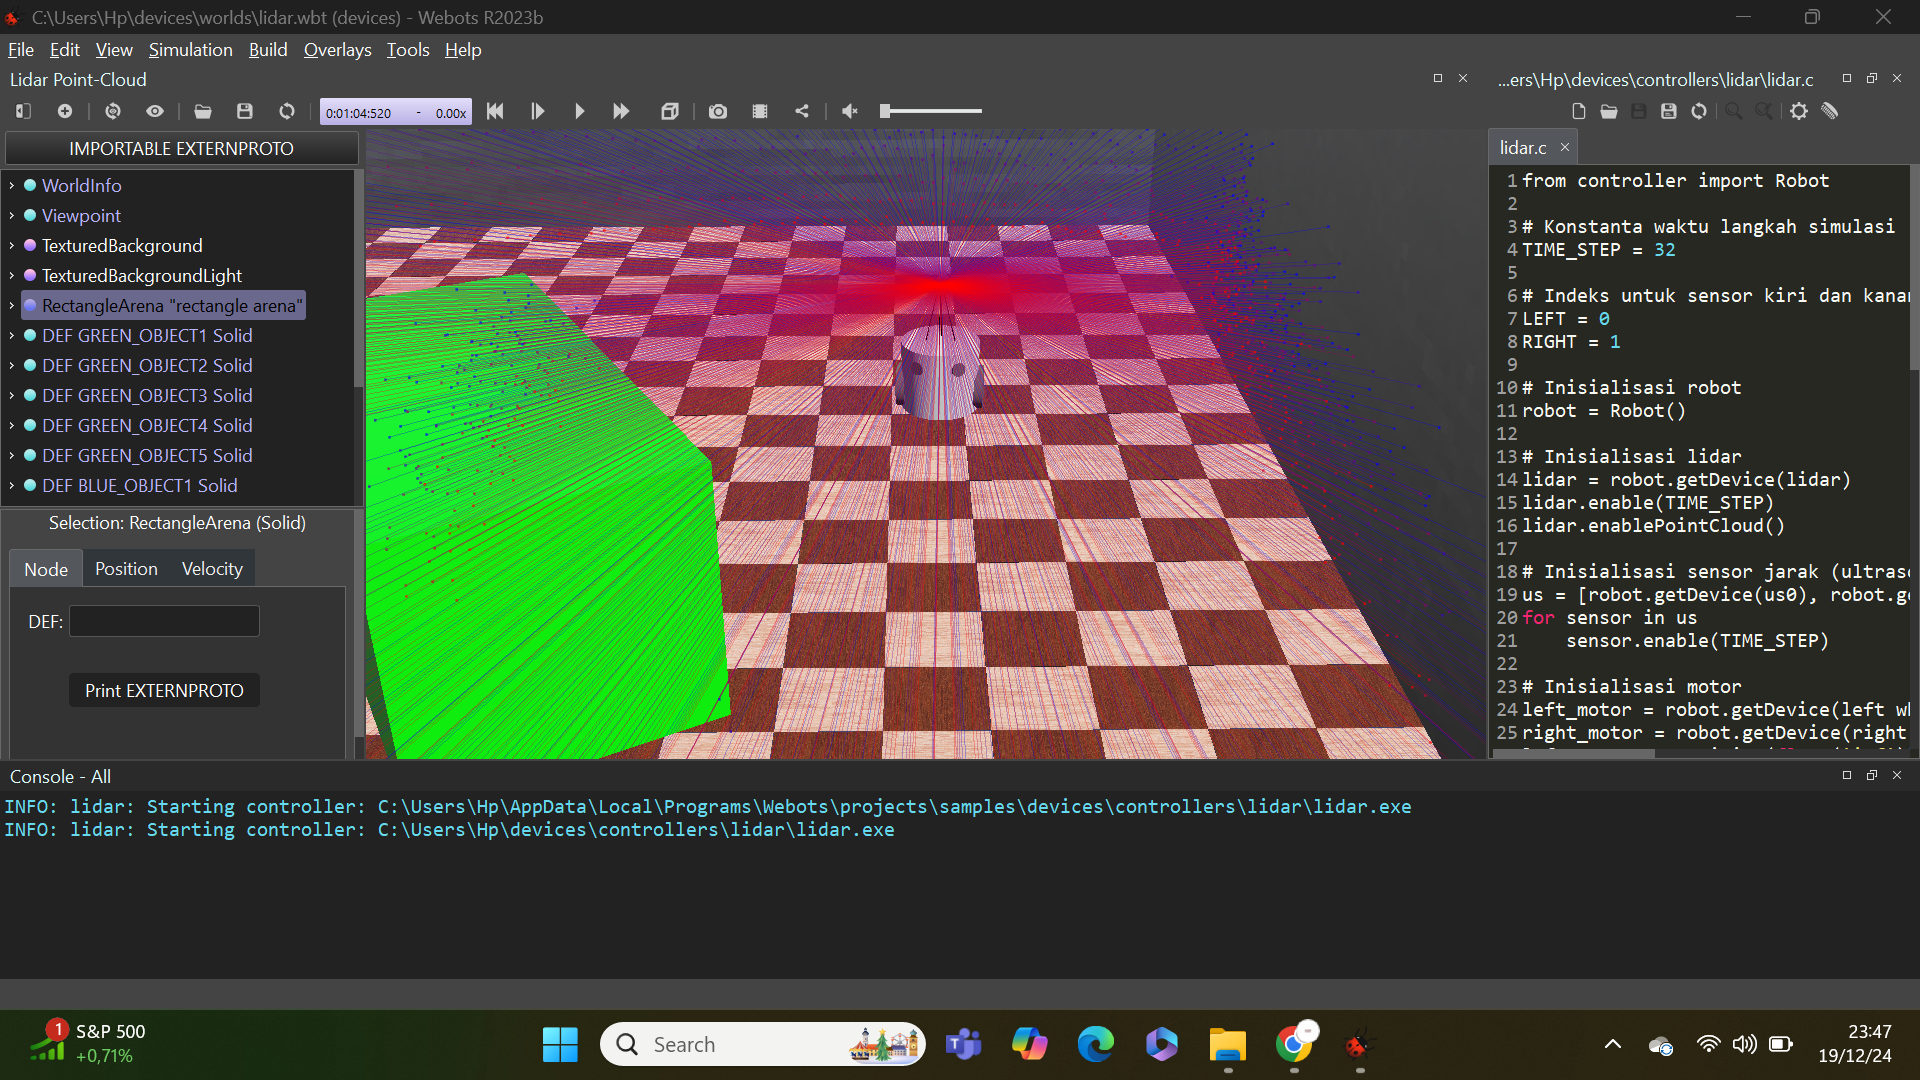 C:\Users\Hp\devices\worlds\lidar.wbt (devices) - Webots R2023b
File Edit View Simulation Build Overlays Tools Help
Lidar Point-Cloud
0:01:04:520 - 0.00x
IMPORTABLE EXTERNPROTO
WorldInfo
Viewpoint
TexturedBackground
TexturedBackgroundLight
RectangleArena "rectangle arena"
DEF GREEN_OBJECT1 Solid
DEF GREEN_OBJECT2 Solid
DEF GREEN_OBJECT3 Solid
DEF GREEN_OBJECT4 Solid
DEF GREEN_OBJECT5 Solid
DEF BLUE_OBJECT1 Solid
Selection: RectangleArena (Solid)
Node Position Velocity
DEF:
Print EXTERNPROTO
...ers\Hp\devices\controllers\lidar\lidar.c
lidar.c
1 from controller import Robot
2
3 # Konstanta waktu langkah simulasi
4 TIME_STEP = 32
5
6 # Indeks untuk sensor kiri dan kanan
7 LEFT = 0
8 RIGHT = 1
9
10 # Inisialisasi robot
11 robot = Robot()
12
13 # Inisialisasi lidar
14 lidar = robot.getDevice(lidar)
15 lidar.enable(TIME_STEP)
16 lidar.enablePointCloud()
17
18 # Inisialisasi sensor jarak (ultraso
19 us = [robot.getDevice(us0), robot.ge
20 for sensor in us
21 sensor.enable(TIME_STEP)
22
23 # Inisialisasi motor
24 left_motor = robot.getDevice(left wh
25 right_motor = robot.getDevice(right
Console - All
INFO: lidar: Starting controller: C:\Users\Hp\AppData\Local\Programs\Webots\projects\samples\devices\controllers\lidar\lidar.exe
INFO: lidar: Starting controller: C:\Users\Hp\devices\controllers\lidar\lidar.exe
1
S&P 500
+0,71%
Search
23:47
19/12/24